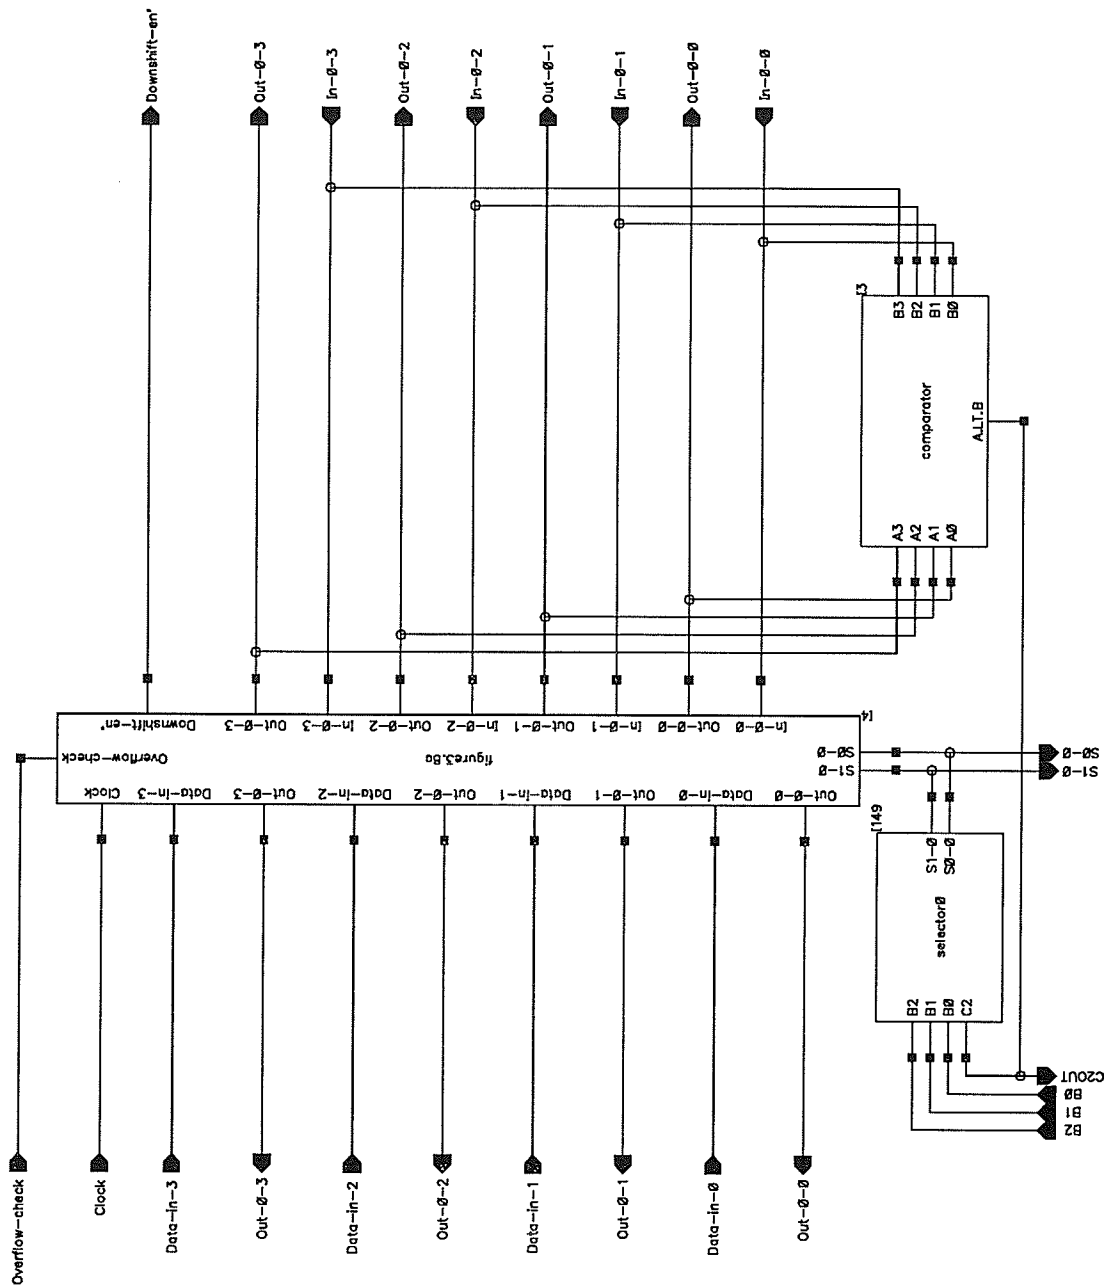 Downshift-en'
Out-0-3
In-0-3
Out-0-2
In-0-2
Out-0-1
In-0-1
Out-0-0
In-0-0
I3
B3
B2
B1
B0
comparator
A.LT.B
A3
A2
A1
A0
I4
Downshift-en'
Out-0-3
In-0-3
Out-0-2
In-0-2
Out-0-1
In-0-1
Out-0-0
In-0-0
Overflow-check
figure3.8a
S0-0
S1-0
Clock
Data-in-3
Out-0-3
Data-in-2
Out-0-2
Data-in-1
Out-0-1
Data-in-0
Out-0-0
S0-0
S1-0
I149
S1-0
S0-0
selector0
B2
B1
B0
C2
C2OUT
B0
B1
B2
Overflow-check
Clock
Data-in-3
Out-0-3
Data-in-2
Out-0-2
Data-in-1
Out-0-1
Data-in-0
Out-0-0